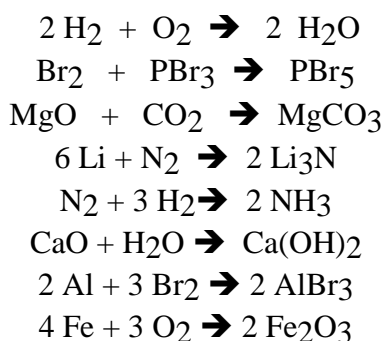 2 H₂ + O₂ ➔ 2 H₂O
Br₂ + PBr₃ ➔ PBr₅
MgO + CO₂ ➔ MgCO₃
6 Li + N₂ ➔ 2 Li₃N
N₂ + 3 H₂➔ 2 NH₃
CaO + H₂O ➔ Ca(OH)₂
2 Al + 3 Br₂ ➔ 2 AlBr₃
4 Fe + 3 O₂ ➔ 2 Fe₂O₃